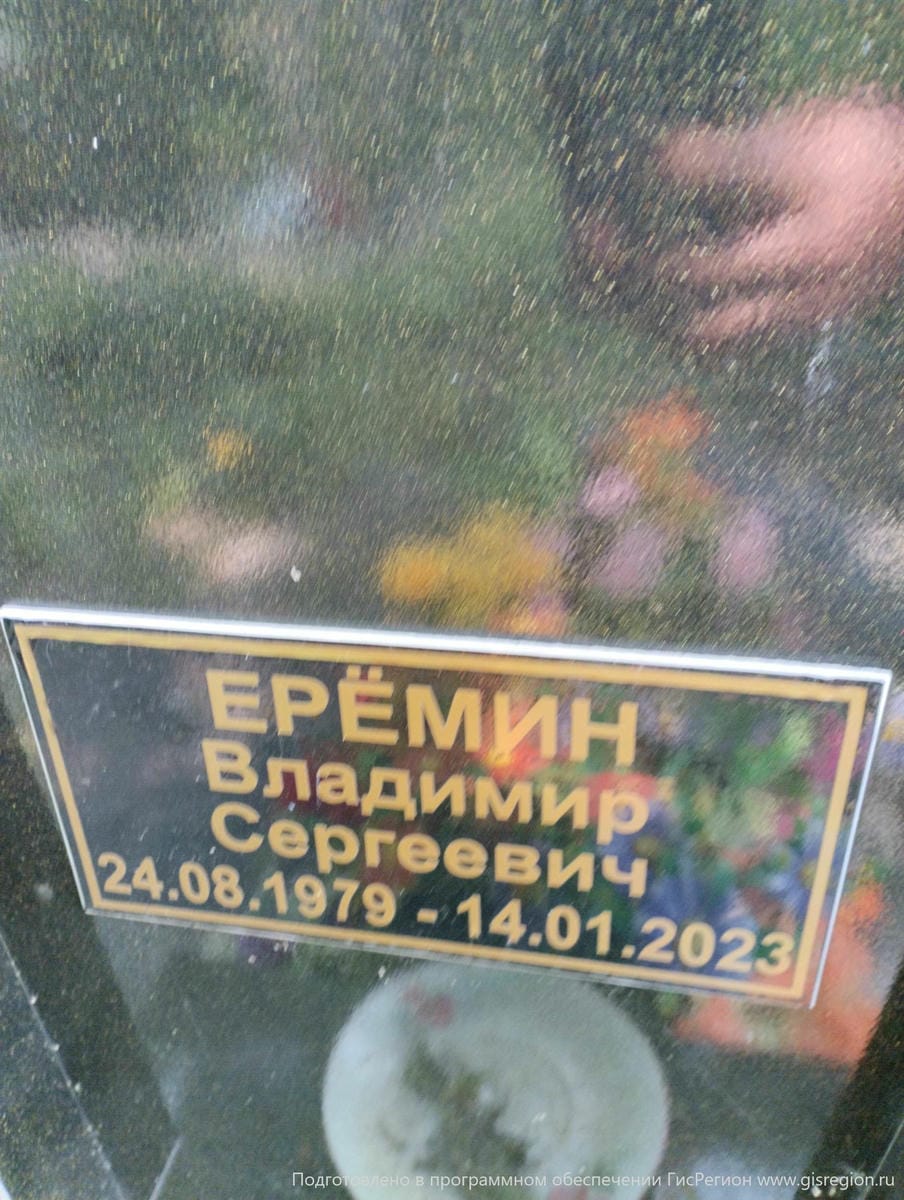 ЕРЁМИН
Владимир
Сергеевич
24.08.1979 - 14.01.2023
Подготовлено в программном обеспечении ГисРегион www.gisregion.ru